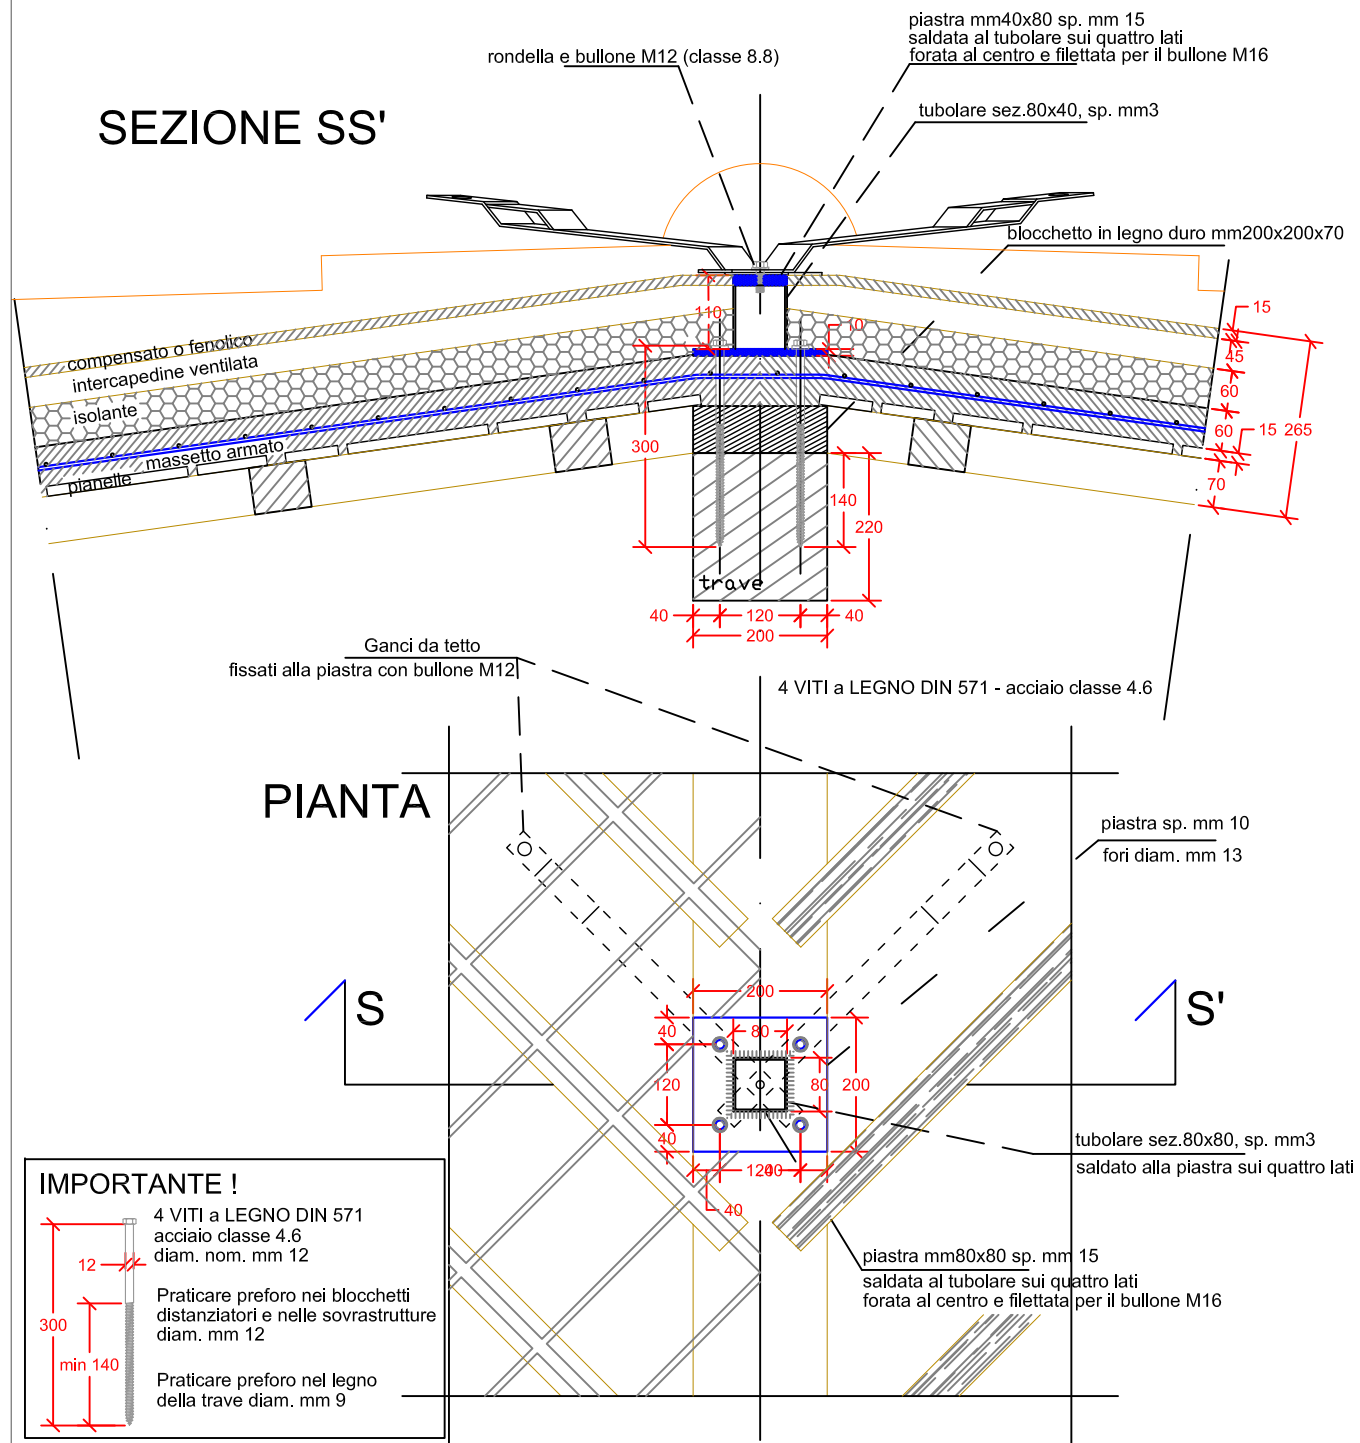 piastra mm40x80 sp. mm 15
saldata al tubolare sui quattro lati
forata al centro e filettata per il bullone M16
rondella e bullone M12 (classe 8.8)
tubolare sez.80x40, sp. mm3
SEZIONE SS'
blocchetto in legno duro mm200x200x70
110
10
15
45
60
60
15
265
70
compensato o fenolico
intercapedine ventilata
isolante
massetto armato
pianelle
300
140
220
trave
40
120
40
200
Ganci da tetto
fissati alla piastra con bullone M12
4 VITI a LEGNO DIN 571 - acciaio classe 4.6
PIANTA
piastra sp. mm 10
fori diam. mm 13
S
S'
200
40
80
120
80
200
40
120
40
40
tubolare sez.80x80, sp. mm3
saldato alla piastra sui quattro lati
piastra mm80x80 sp. mm 15
saldata al tubolare sui quattro lati
forata al centro e filettata per il bullone M16
IMPORTANTE !
4 VITI a LEGNO DIN 571
acciaio classe 4.6
diam. nom. mm 12
12
Praticare preforo nei blocchetti
distanziatori e nelle sovrastrutture
diam. mm 12
300
min 140
Praticare preforo nel legno
della trave diam. mm 9